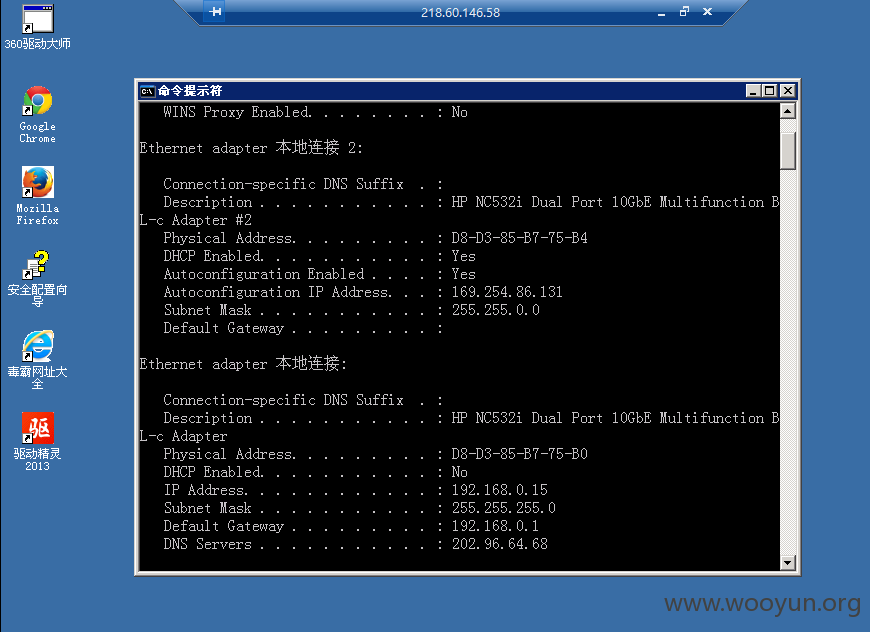 218.60.146.58
360驱动大师
Google
Chrome
Mozilla
Firefox
安全配置向
导
毒霸网址大
全
驱
驱动精灵
2013
C:\ 命令提示符
WINS Proxy Enabled. . . . . . . . : No
Ethernet adapter 本地连接 2:
Connection-specific DNS Suffix . :
Description . . . . . . . . . . . : HP NC532i Dual Port 10GbE Multifunction B
L-c Adapter #2
Physical Address. . . . . . . . . : D8-D3-85-B7-75-B4
DHCP Enabled. . . . . . . . . . . : Yes
Autoconfiguration Enabled . . . . : Yes
Autoconfiguration IP Address. . . : 169.254.86.131
Subnet Mask . . . . . . . . . . . : 255.255.0.0
Default Gateway . . . . . . . . . :
Ethernet adapter 本地连接:
Connection-specific DNS Suffix . :
Description . . . . . . . . . . . : HP NC532i Dual Port 10GbE Multifunction B
L-c Adapter
Physical Address. . . . . . . . . : D8-D3-85-B7-75-B0
DHCP Enabled. . . . . . . . . . . : No
IP Address. . . . . . . . . . . . : 192.168.0.15
Subnet Mask . . . . . . . . . . . : 255.255.255.0
Default Gateway . . . . . . . . . : 192.168.0.1
DNS Servers . . . . . . . . . . . : 202.96.64.68
www.wooyun.org